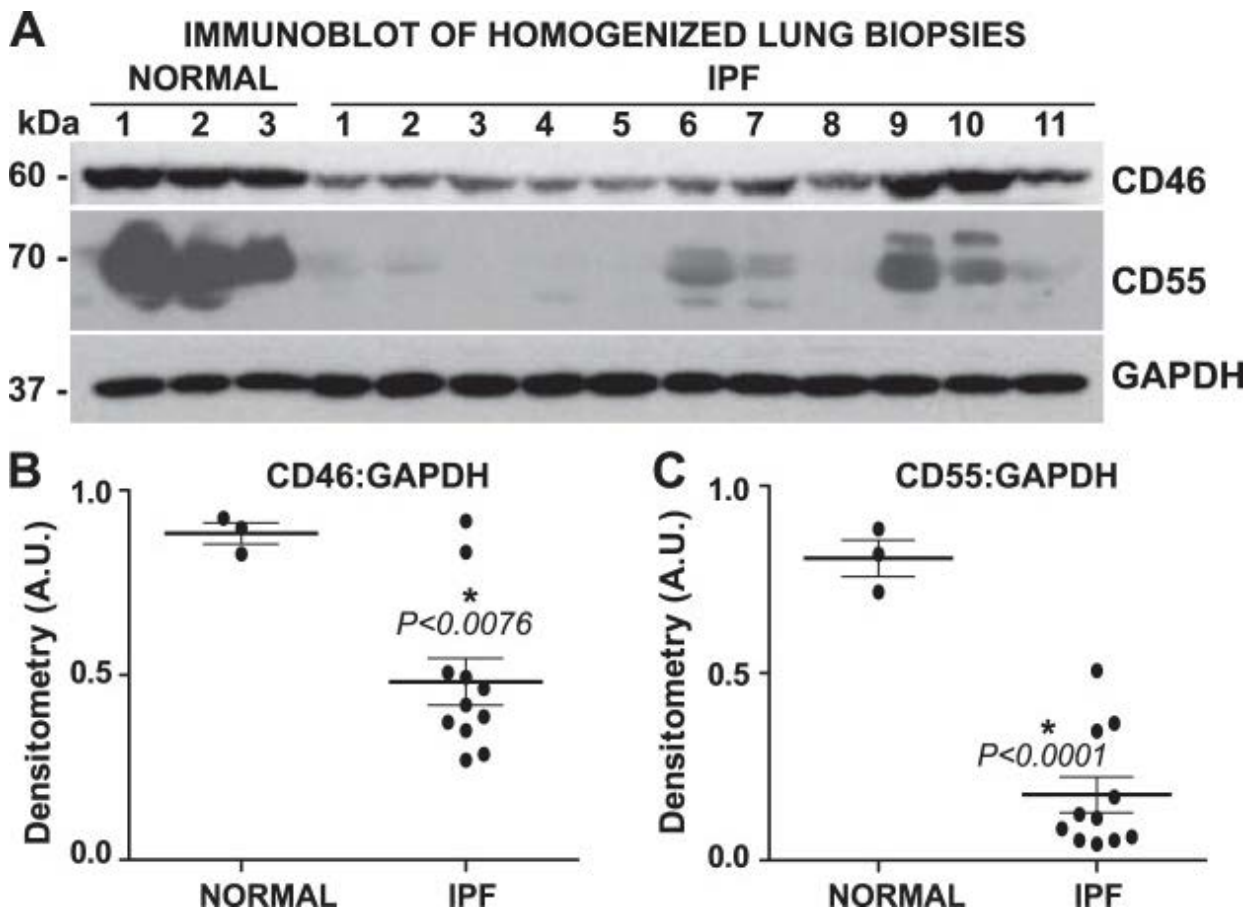 A IMMUNOBLOT OF HOMOGENIZED LUNG BIOPSIES
NORMAL IPF
kDa 1 2 3 1 2 3 4 5 6 7 8 9 10 11
60 - CD46
70 - CD55
37 - GAPDH
B CD46:GAPDH
Densitometry (A.U.)
1.0
0.5
0.0
*
P<0.0076
NORMAL IPF
C CD55:GAPDH
Densitometry (A.U.)
1.0
0.5
0.0
*
P<0.0001
NORMAL IPF